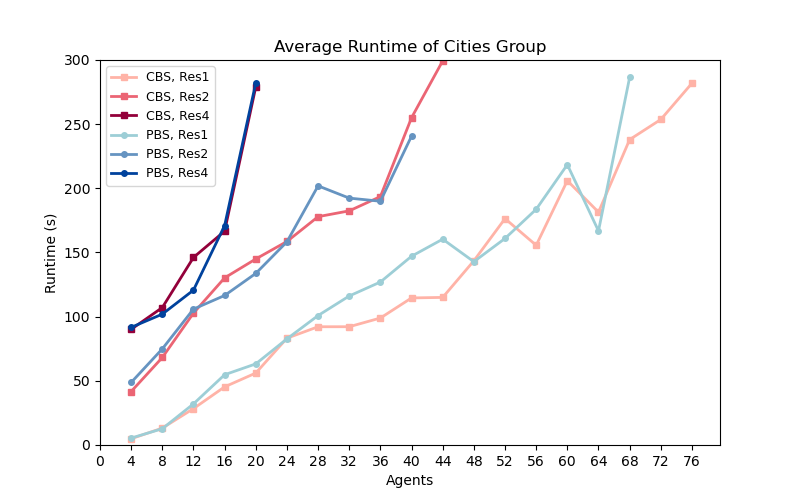 Average Runtime of Cities Group
CBS, Res1
CBS, Res2
CBS, Res4
PBS, Res1
PBS, Res2
PBS, Res4
Runtime (s)
300
250
200
150
100
50
0
0 4 8 12 16 20 24 28 32 36 40 44 48 52 56 60 64 68 72 76
Agents